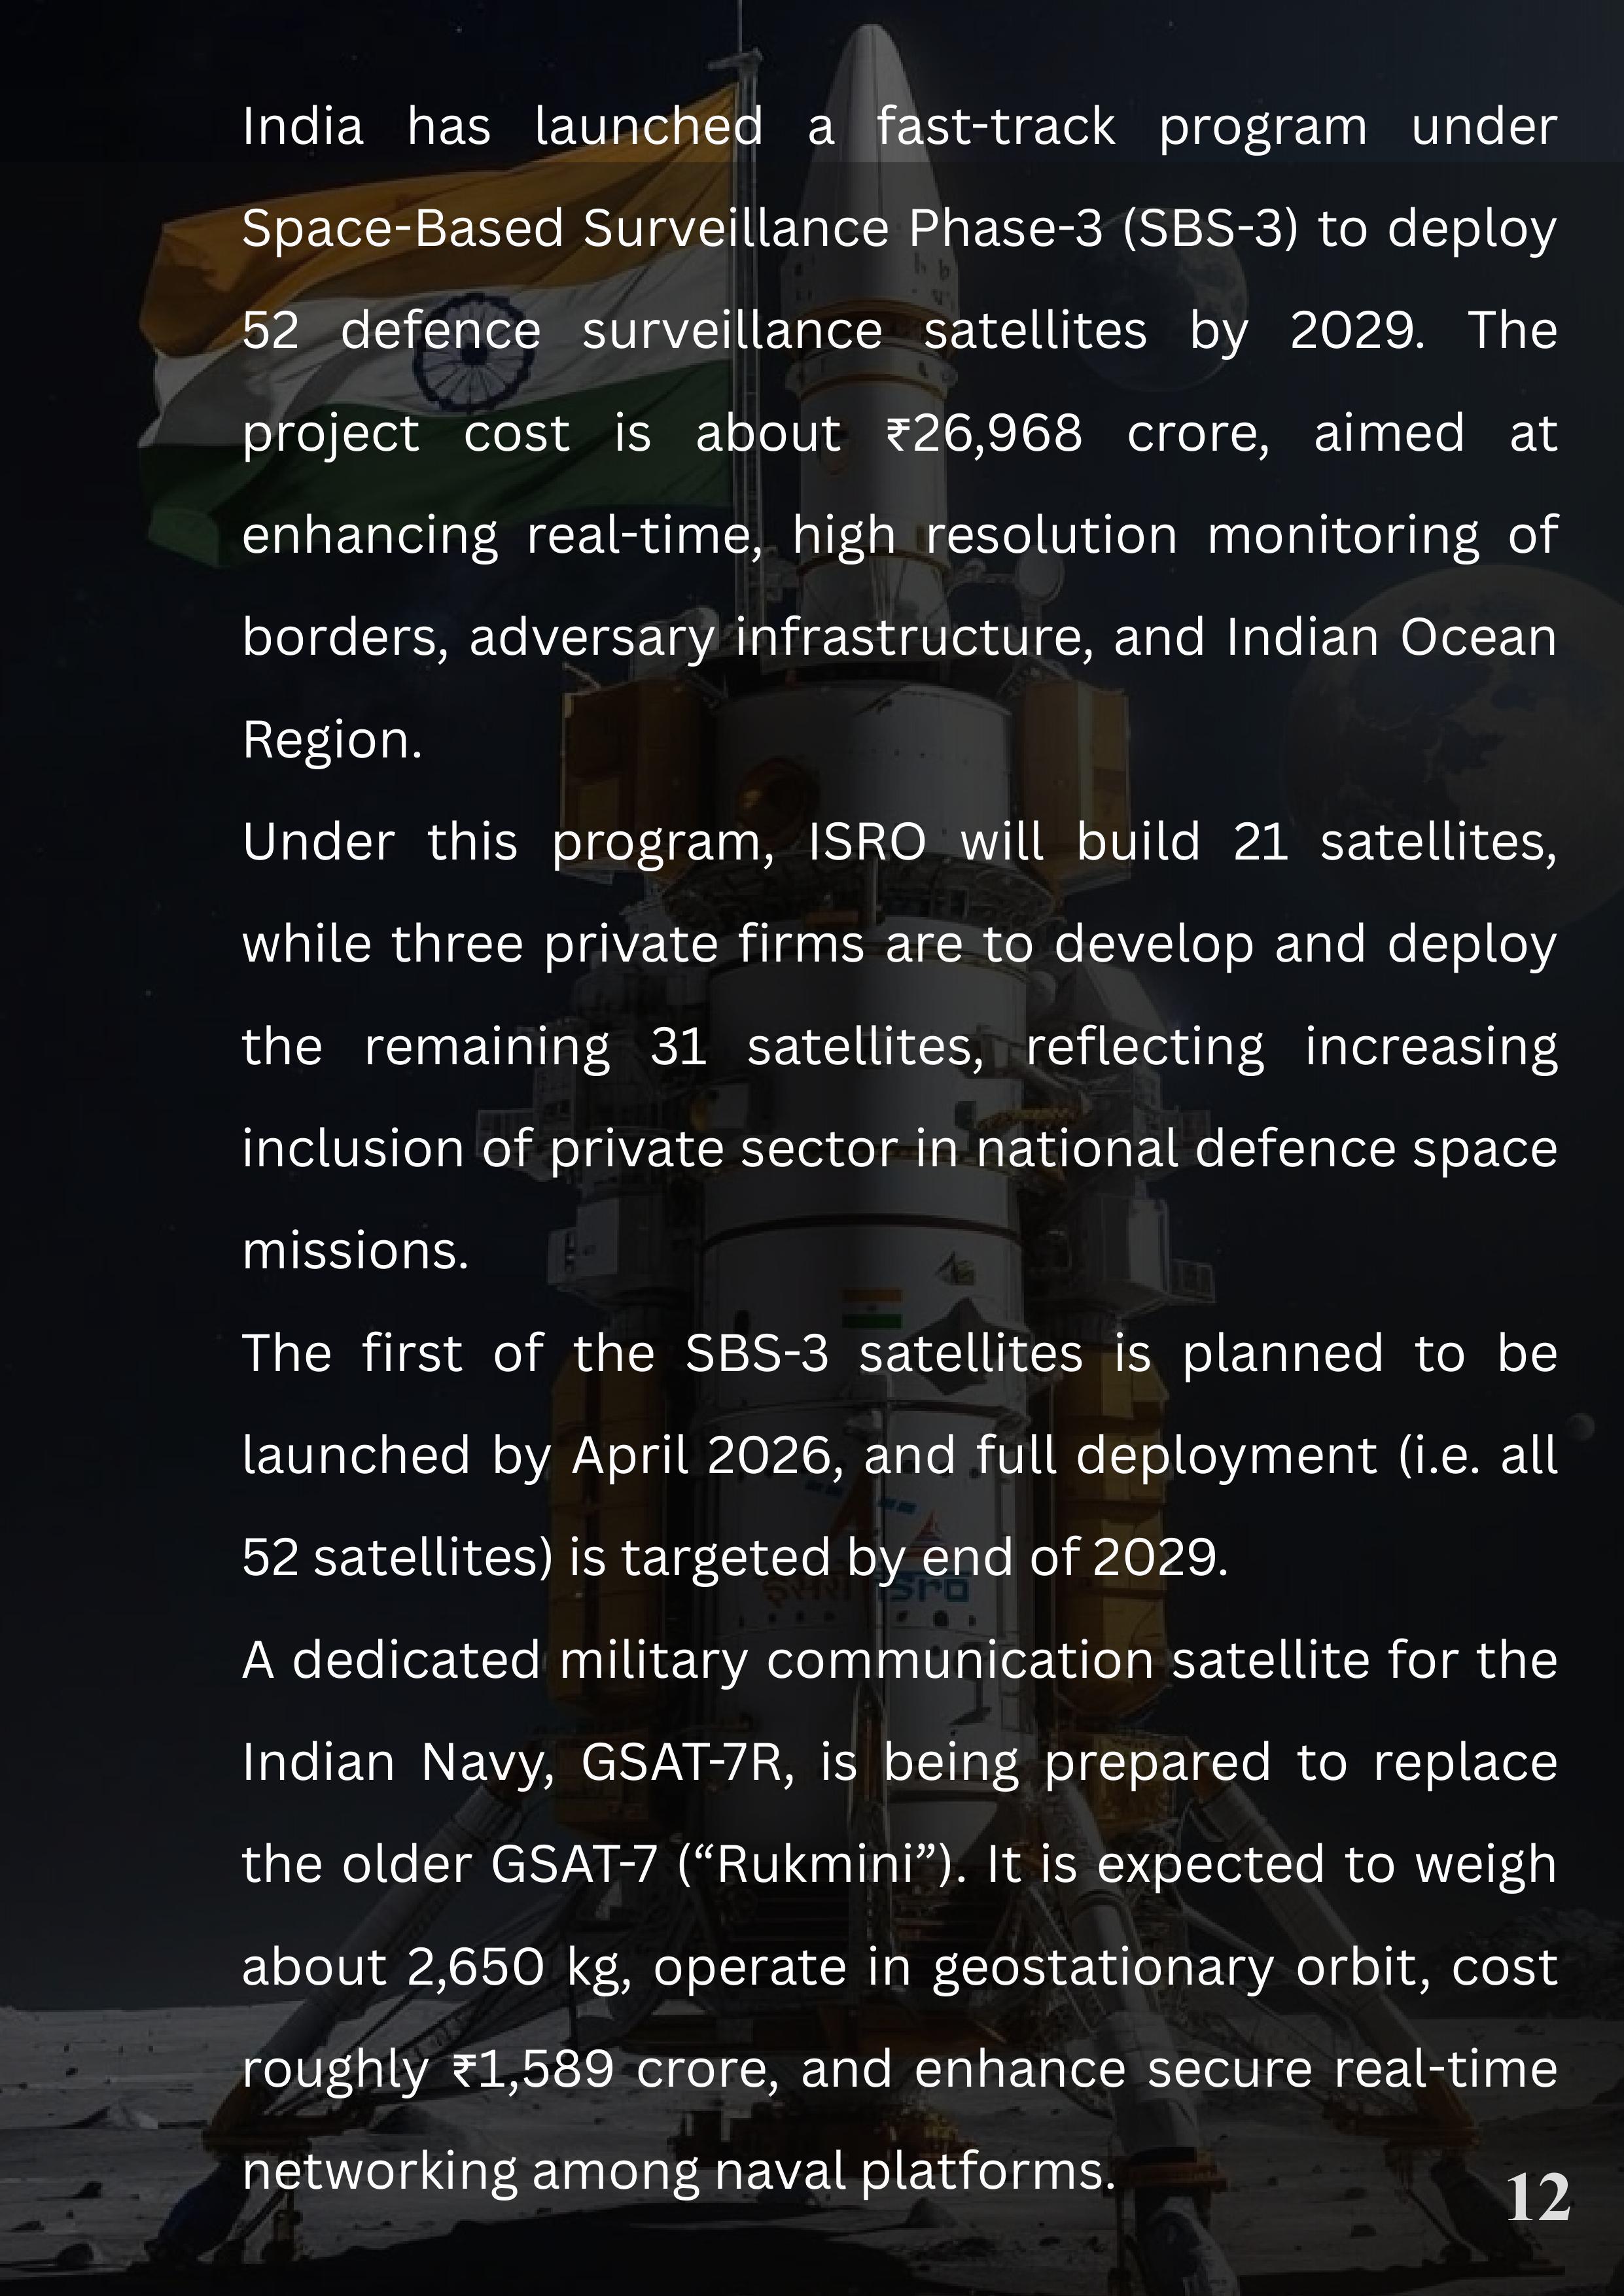 India has launched a fast-track program under
Space-Based Surveillance Phase-3 (SBS-3) to deploy
52 defence surveillance satellites by 2029. The
project cost is about ₹26,968 crore, aimed at
enhancing real-time, high resolution monitoring of
borders, adversary infrastructure, and Indian Ocean
Region.
Under this program, ISRO will build 21 satellites,
while three private firms are to develop and deploy
the remaining 31 satellites, reflecting increasing
inclusion of private sector in national defence space
missions.
The first of the SBS-3 satellites is planned to be
launched by April 2026, and full deployment (i.e. all
52 satellites) is targeted by end of 2029.
इसरो isro
A dedicated military communication satellite for the
Indian Navy, GSAT-7R, is being prepared to replace
the older GSAT-7 (“Rukmini”). It is expected to weigh
about 2,650 kg, operate in geostationary orbit, cost
roughly ₹1,589 crore, and enhance secure real-time
networking among naval platforms.
12